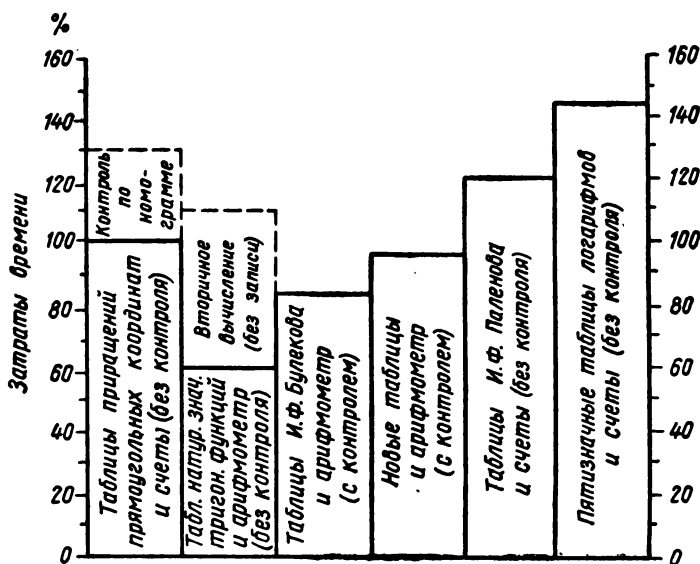 %
160
140
120
100
80
60
40
20
0
Затраты времени
Контроль
по
номо-
грамме
Таблицы приращений
прямоугольных координат
и счеты (без контроля)
Вторичное
вычисление
(без записи)
Табл. натур. знач.
тригон. функций
и арифмометр
(без контроля)
Таблицы И.Ф. Булекова
и арифмометр
(с контролем)
Новые таблицы
и арифмометр
(с контролем)
Таблицы И.Ф. Паленова
и счеты (без контроля)
Пятизначные таблицы логарифмов
и счеты (без контроля)
160
140
120
100
80
60
40
20
0